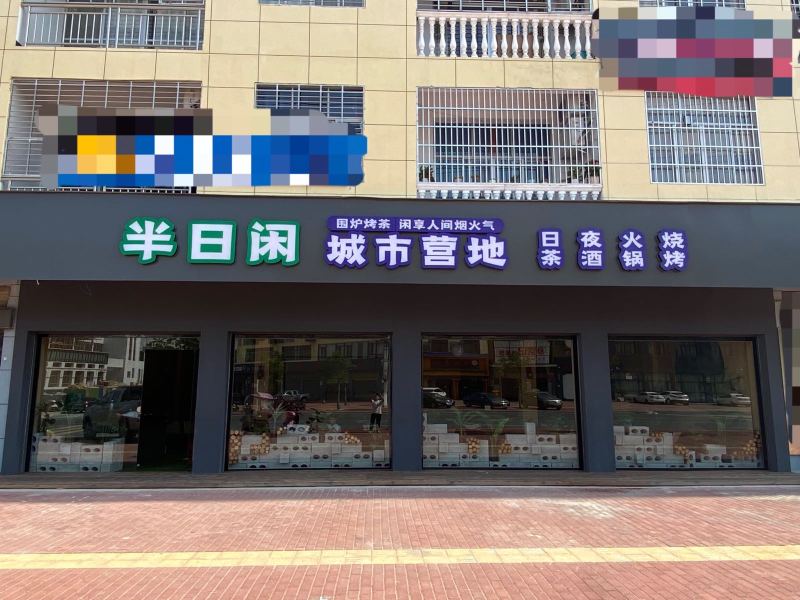 半日闲
围炉烤茶 闲享人间烟火气
城市营地
日茶 夜酒 火锅 烧烤